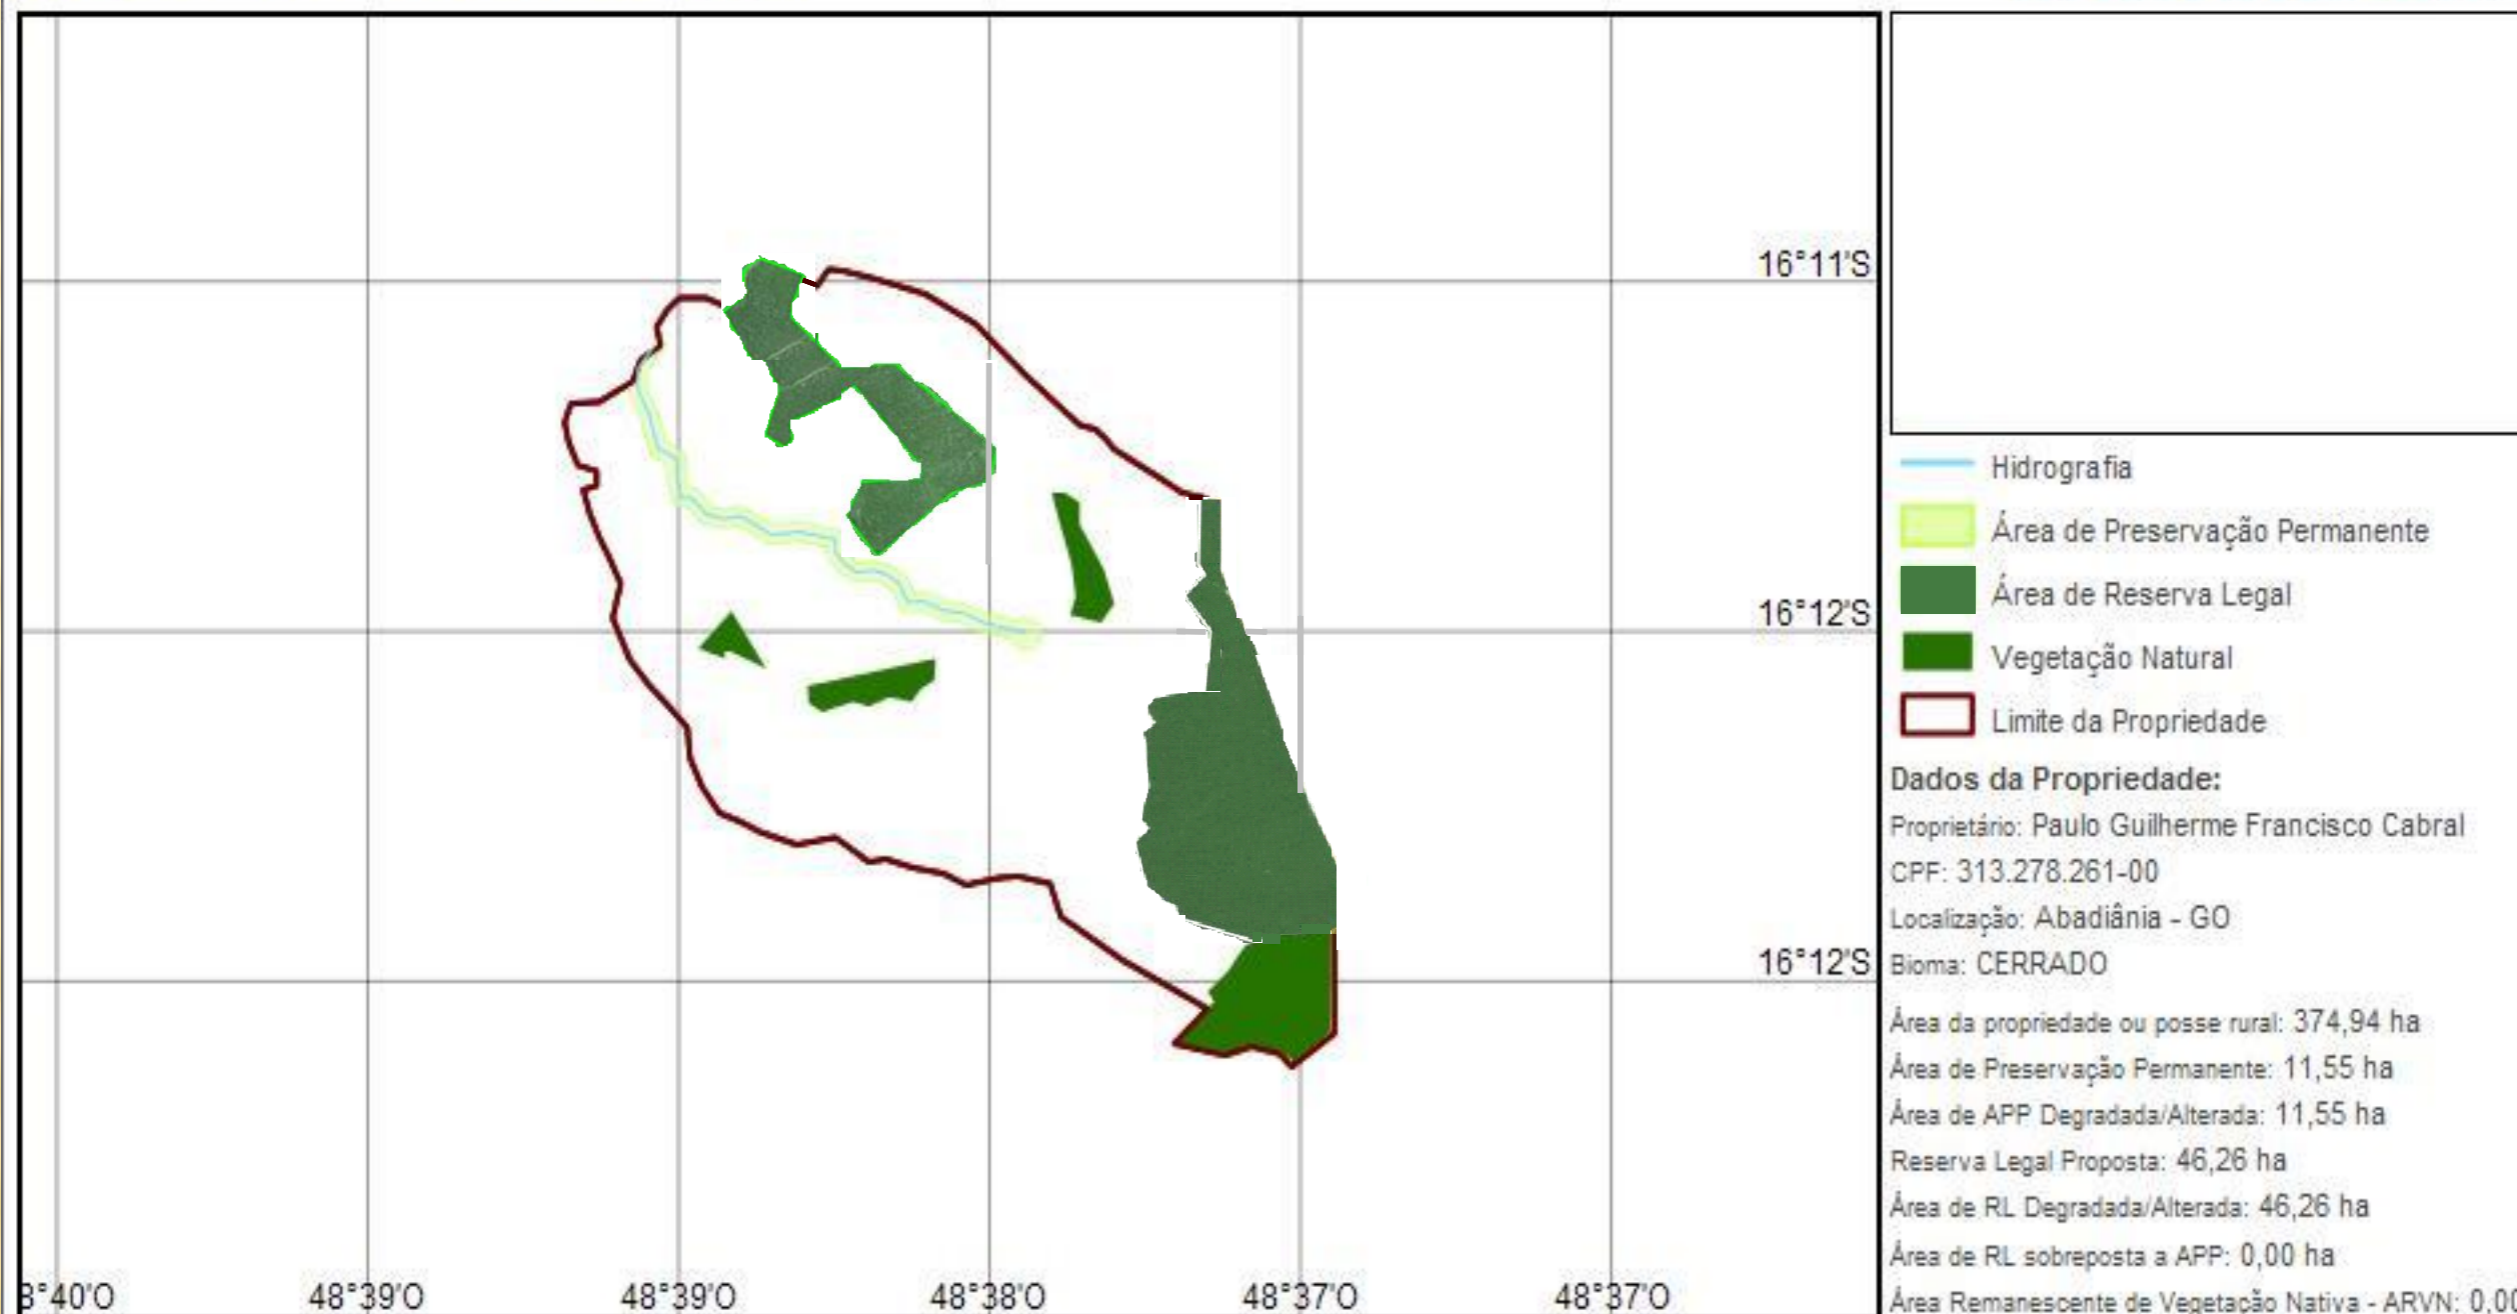 16°11'S
16°12'S
16°12'S
8°40'O 48°39'O 48°39'O 48°38'O 48°37'O 48°37'O
Hidrografia
Área de Preservação Permanente
Área de Reserva Legal
Vegetação Natural
Limite da Propriedade
Dados da Propriedade:
Proprietário: Paulo Guilherme Francisco Cabral
CPF: 313.278.261-00
Localização: Abadiânia - GO
Bioma: CERRADO
Área da propriedade ou posse rural: 374,94 ha
Área de Preservação Permanente: 11,55 ha
Área de APP Degradada/Alterada: 11,55 ha
Reserva Legal Proposta: 46,26 ha
Área de RL Degradada/Alterada: 46,26 ha
Área de RL sobreposta a APP: 0,00 ha
Área Remanescente de Vegetação Nativa - ARVN: 0,00